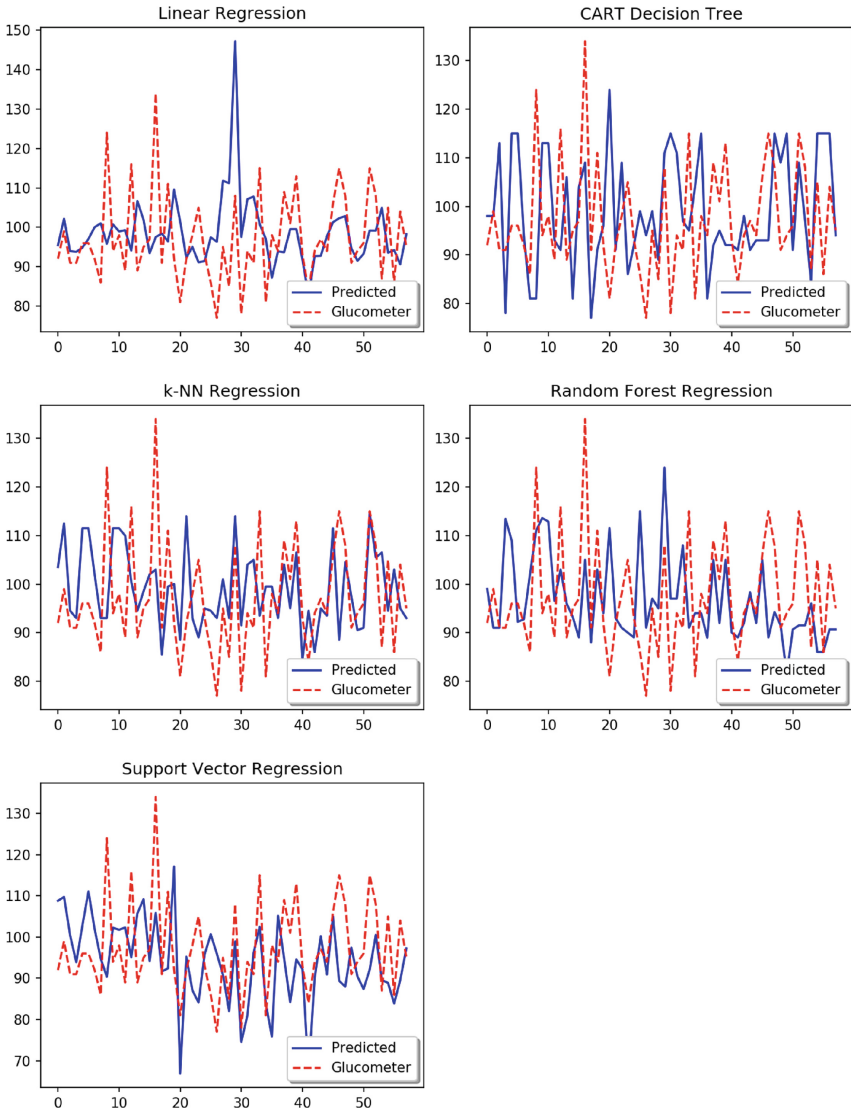 Linear Regression
150
140
130
120
110
100
90
80
0 10 20 30 40 50
Predicted
Glucometer
CART Decision Tree
130
120
110
100
90
80
0 10 20 30 40 50
Predicted
Glucometer
k-NN Regression
130
120
110
100
90
80
0 10 20 30 40 50
Predicted
Glucometer
Random Forest Regression
130
120
110
100
90
80
0 10 20 30 40 50
Predicted
Glucometer
Support Vector Regression
130
120
110
100
90
80
70
0 10 20 30 40 50
Predicted
Glucometer